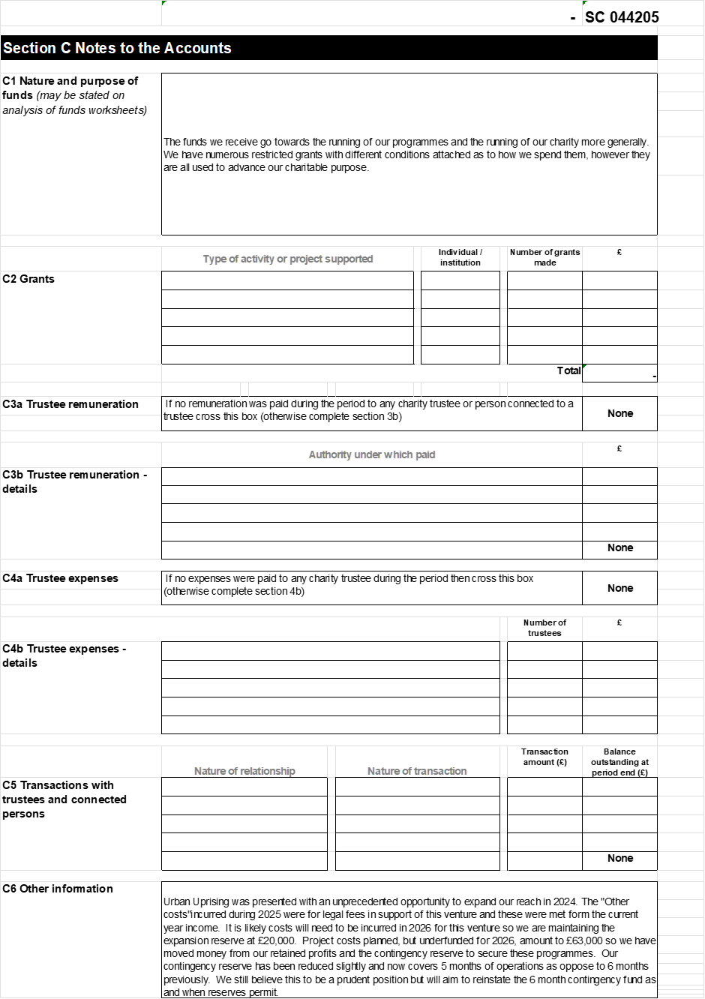 - SC 044205
Section C Notes to the Accounts
C1 Nature and purpose of
funds (may be stated on
analysis of funds worksheets)
The funds we receive go towards the running of our programmes and the running of our charity more generally.
We have numerous restricted grants with different conditions attached as to how we spend them, however they
are all used to advance our charitable purpose.
Type of activity or project supported
Individual /
institution
Number of grants
made
£
C2 Grants
Total
-
C3a Trustee remuneration
If no remuneration was paid during the period to any charity trustee or person connected to a
trustee cross this box (otherwise complete section 3b)
None
Authority under which paid
£
C3b Trustee remuneration -
details
None
C4a Trustee expenses
If no expenses were paid to any charity trustee during the period then cross this box
(otherwise complete section 4b)
None
Number of
trustees
£
C4b Trustee expenses -
details
Nature of relationship
Nature of transaction
Transaction
amount (£)
Balance
outstanding at
period end (£)
C5 Transactions with
trustees and connected
persons
None
C6 Other information
Urban Uprising was presented with an unprecedented opportunity to expand our reach in 2024. The "Other
costs"incurred during 2025 were for legal fees in support of this venture and these were met form the current
year income.  It is likely costs will need to be incurred in 2026 for this venture so we are maintaining the
expansion reserve at £20,000.  Project costs planned, but underfunded for 2026, amount to £63,000 so we have
moved money from our retained profits and the contingency reserve to secure these programmes.  Our
contingency reserve has been reduced slightly and now covers 5 months of operations as oppose to 6 months
previously.  We still believe this to be a prudent position but will aim to reinstate the 6 month contingency fund as
and when reserves permit.